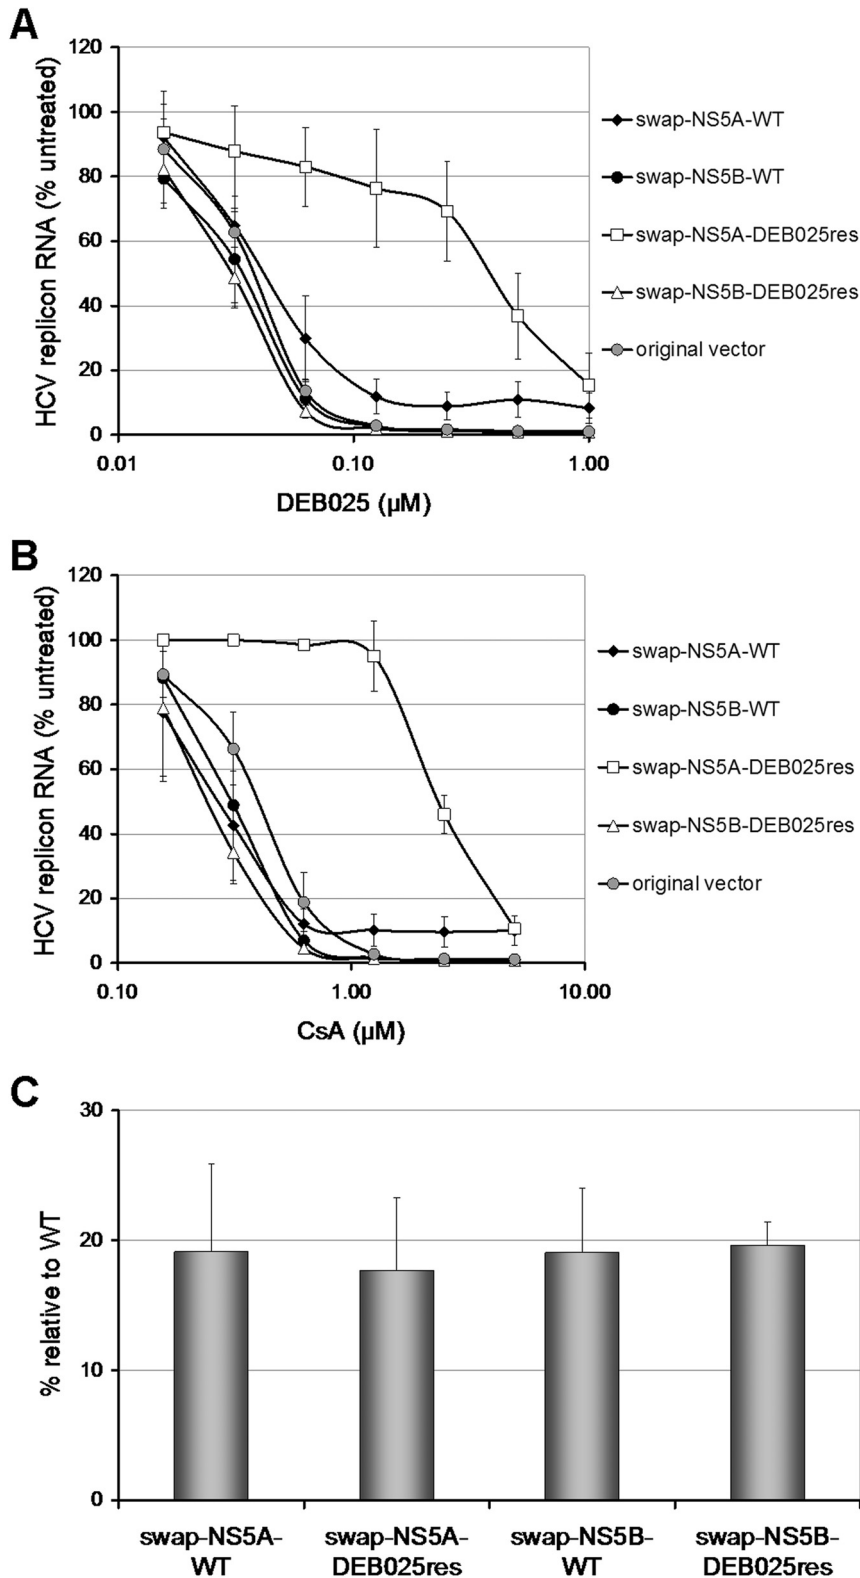 A
120
100
80
60
40
20
0
HCV replicon RNA (% untreated)
0.01
0.10
1.00
DEB025 (µM)
swap-NS5A-WT
swap-NS5B-WT
swap-NS5A-DEB025res
swap-NS5B-DEB025res
original vector
B
120
100
80
60
40
20
0
HCV replicon RNA (% untreated)
0.10
1.00
10.00
CsA (µM)
swap-NS5A-WT
swap-NS5B-WT
swap-NS5A-DEB025res
swap-NS5B-DEB025res
original vector
C
30
20
10
0
% relative to WT
swap-NS5A-
WT
swap-NS5A-
DEB025res
swap-NS5B-
WT
swap-NS5B-
DEB025res